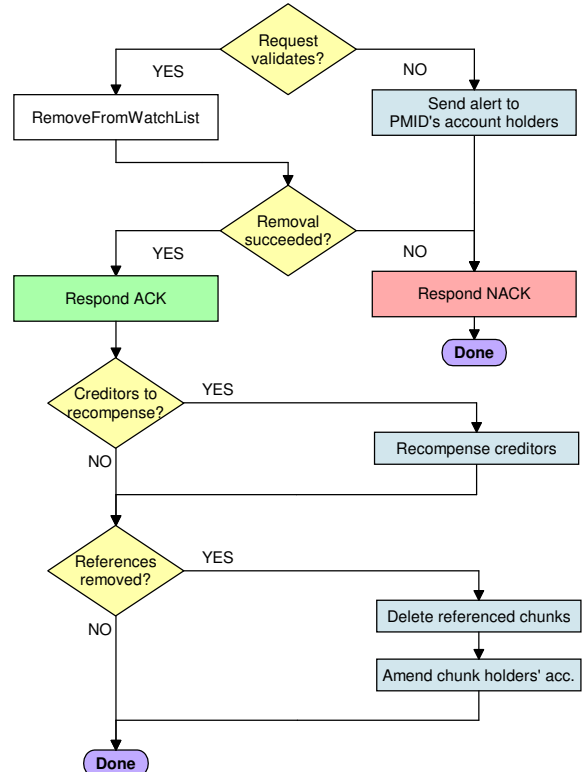 Request
validates?
YES
NO
RemoveFromWatchList
Send alert to
PMID's account holders
Removal
succeeded?
YES
NO
Respond ACK
Respond NACK
Done
Creditors to
recompense?
YES
NO
Recompense creditors
References
removed?
YES
NO
Delete referenced chunks
Amend chunk holders' acc.
Done